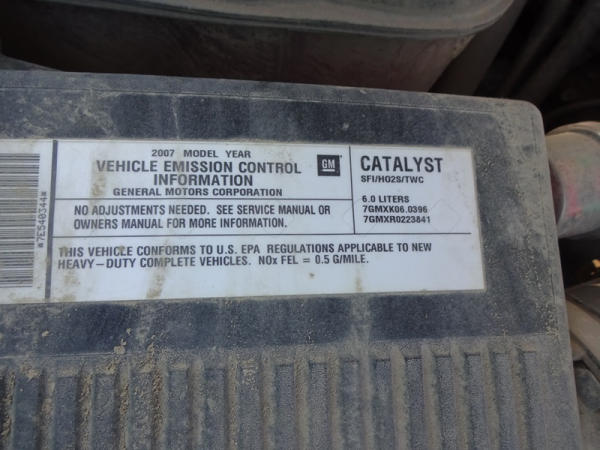 *7E540344*
2007 MODEL YEAR
VEHICLE EMISSION CONTROL
INFORMATION
GENERAL MOTORS CORPORATION
GM
NO ADJUSTMENTS NEEDED. SEE SERVICE MANUAL OR
OWNERS MANUAL FOR MORE INFORMATION.
CATALYST
SFI/HO2S/TWC
6.0 LITERS
7GMXK06.0396
7GMXR0223841
THIS VEHICLE CONFORMS TO U.S. EPA REGULATIONS APPLICABLE TO NEW
HEAVY-DUTY COMPLETE VEHICLES. NOx FEL = 0.5 G/MILE.